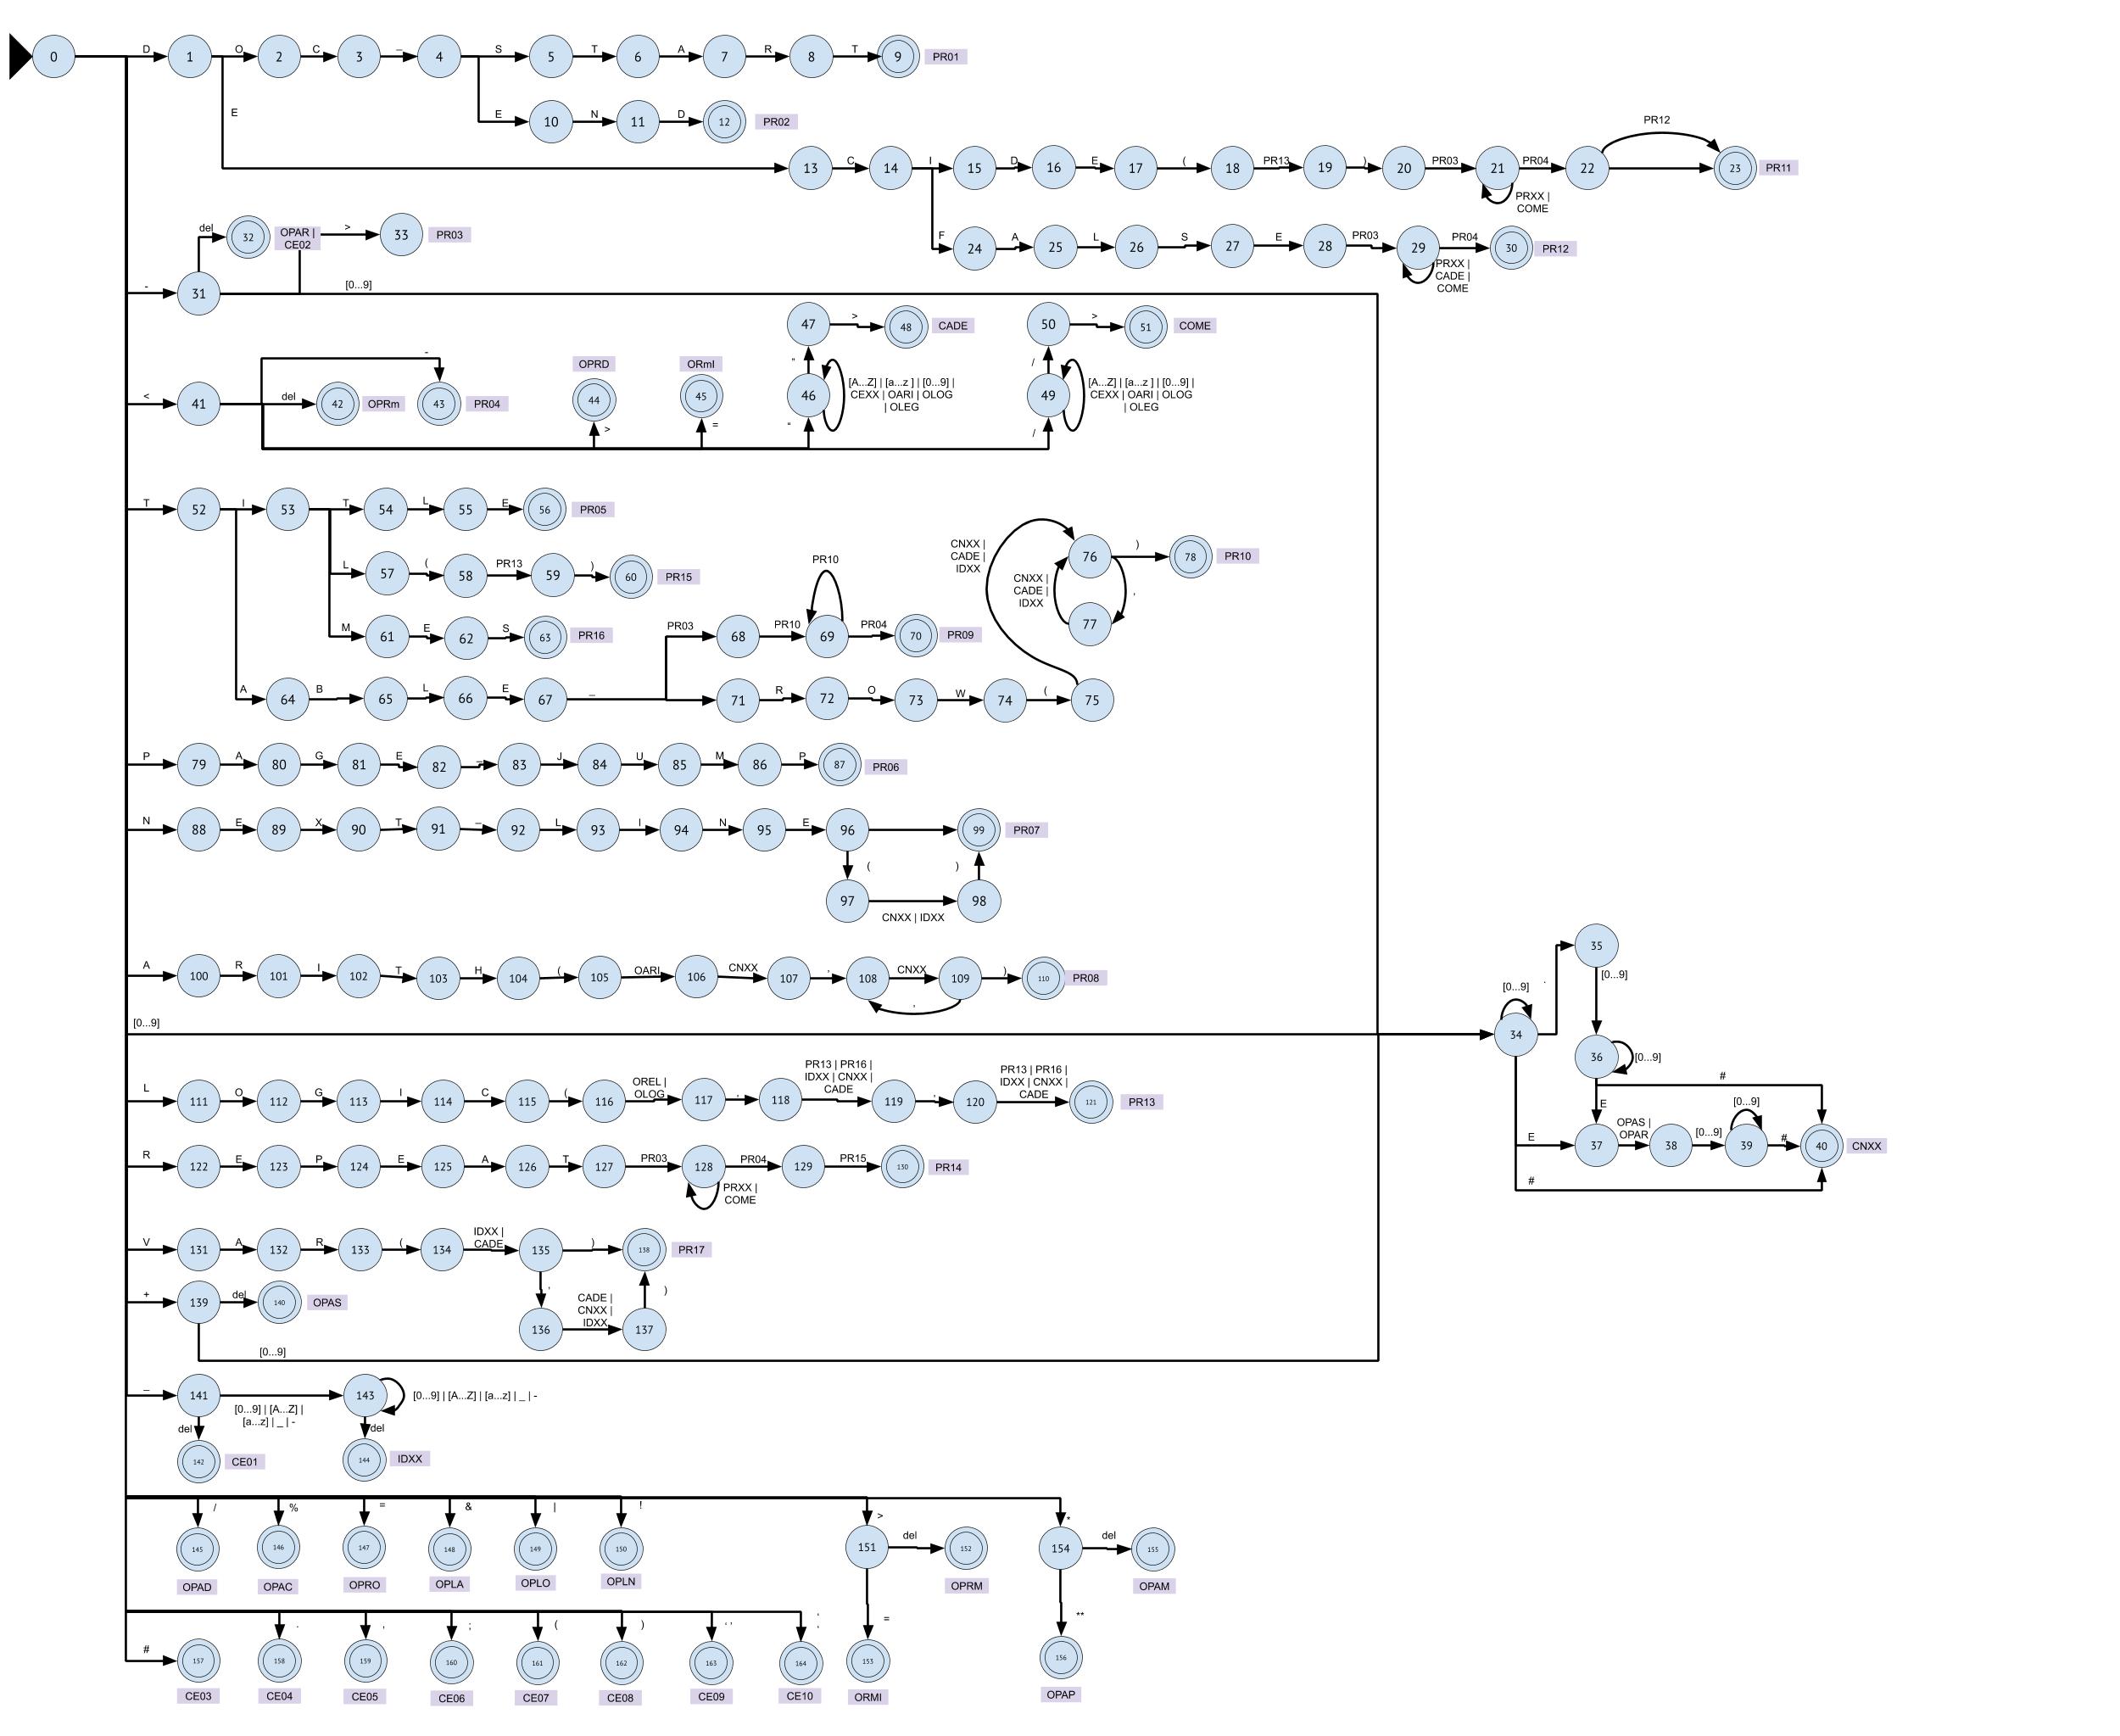 0 D 1 O 2 C 3 _ 4 S 5 T 6 A 7 R 8 T 9 PR01
E
E 10 N 11 D 12 PR02
PR12
13 C 14 I 15 D 16 E 17 ( 18 PR13 19 ) 20 PR03 21 PR04 22 23 PR11
PRXX |
COME
F 24 A 25 L 26 S 27 E 28 PR03 29 PR04 30 PR12
PRXX |
CADE |
COME
del 32 OPAR |
CE02
> 33 PR03
- 31 [0...9]
47 > 48 CADE
50 > 51 COME
"
/
- 
OPRD
ORmI
< 41 del 42 OPRm 43 PR04 44 45 46 49
[A...Z] | [a...z ] | [0...9] |
CEXX | OARI | OLOG
| OLEG
[A...Z] | [a...z ] | [0...9] |
CEXX | OARI | OLOG
| OLEG
> = " /
T 52 I 53 T 54 L 55 E 56 PR05
L 57 ( 58 PR13 59 ) 60 PR15
M 61 E 62 S 63 PR16
PR03 68 PR10 69 PR04 70 PR09
PR10
A 64 B 65 L 66 E 67 _ 71 R 72 O 73 W 74 ( 75
CNXX |
CADE |
IDXX
76 ) 78 PR10
CNXX |
CADE |
IDXX
,
77
P 79 A 80 G 81 E 82 _ 83 J 84 U 85 M 86 P 87 PR06
N 88 E 89 X 90 T 91 _ 92 L 93 I 94 N 95 E 96 99 PR07
( )
97 CNXX | IDXX 98
A 100 R 101 I 102 T 103 H 104 ( 105 OARI 106 CNXX 107 , 108 CNXX 109 ) 110 PR08
,
[0...9]
35
[0...9] .
[0...9]
34
36 [0...9]
#
E
OPAS |
OPAR
[0...9]
E 37 38 [0...9] 39 # 40 CNXX
#
L 111 O 112 G 113 I 114 C 115 ( 116 OREL |
OLOG
117 , 118 PR13 | PR16 |
IDXX | CNXX |
CADE
119 , 120 PR13 | PR16 |
IDXX | CNXX |
CADE
121 PR13
R 122 E 123 P 124 E 125 A 126 T 127 PR03 128 PR04 129 PR15 130 PR14
PRXX |
COME
V 131 A 132 R 133 ( 134 IDXX |
CADE
135 ) 138 PR17
, )
136 CADE |
CNXX |
IDXX
137
+ 139 del 140 OPAS
[0...9]
_ 141 143 [0...9] | [A...Z] | [a...z] | _ | -
[0...9] | [A...Z] |
[a...z] | _ | -
del del
142 CE01 144 IDXX
/ % = & | ! > *
145 146 147 148 149 150 151 del 152 154 del 155
OPAD OPAC OPRO OPLA OPLO OPLN OPRM OPAM
= **
# . , ; ( ) ' '
157 158 159 160 161 162 163 164 153 156
CE03 CE04 CE05 CE06 CE07 CE08 CE09 CE10 ORMI OPAP